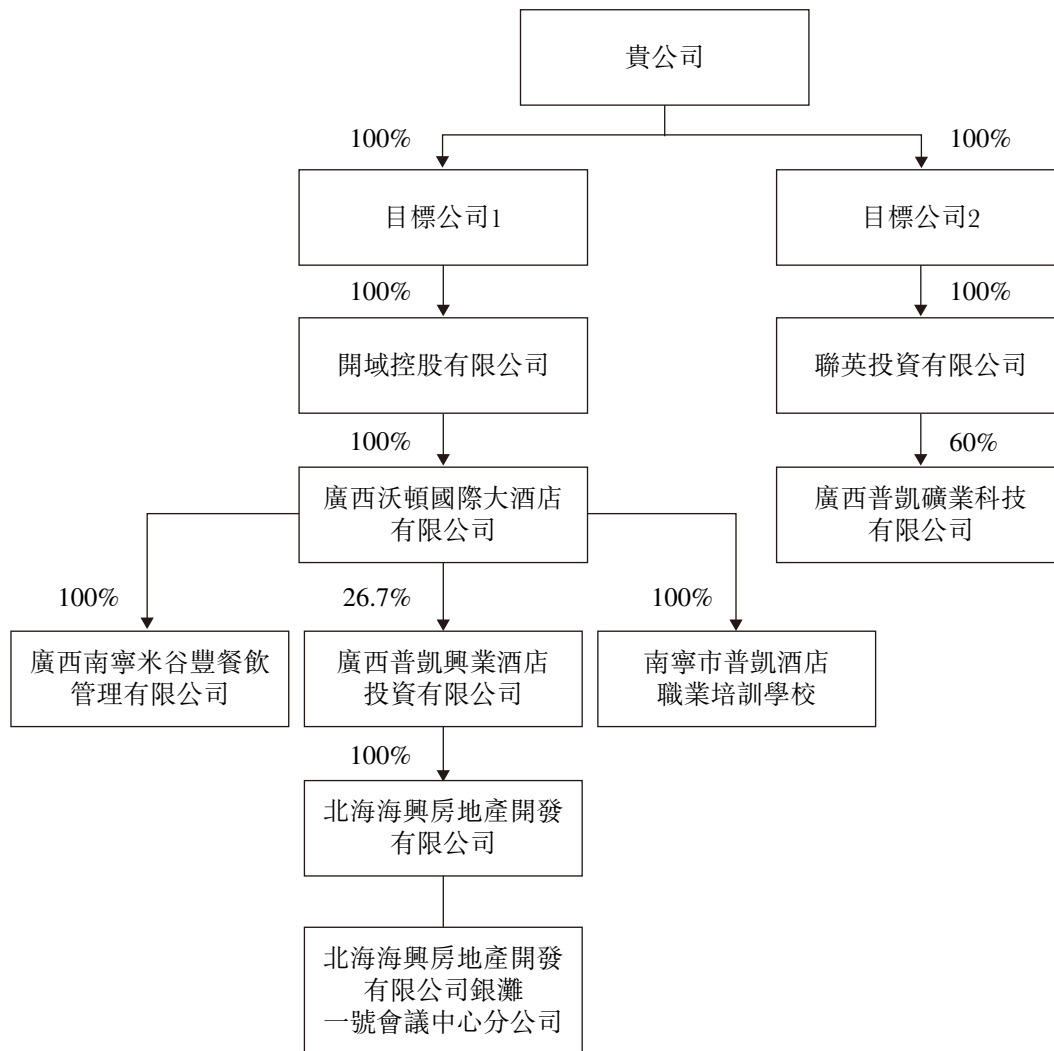 貴公司
100%
100%
目標公司1
目標公司2
100%
100%
開域控股有限公司
聯英投資有限公司
100%
60%
廣西沃頓國際大酒店
有限公司
廣西普凱礦業科技
有限公司
100%
26.7%
100%
廣西南寧米谷豐餐飲
管理有限公司
廣西普凱興業酒店
投資有限公司
南寧市普凱酒店
職業培訓學校
100%
北海海興房地產開發
有限公司
北海海興房地產開發
有限公司銀灘
一號會議中心分公司